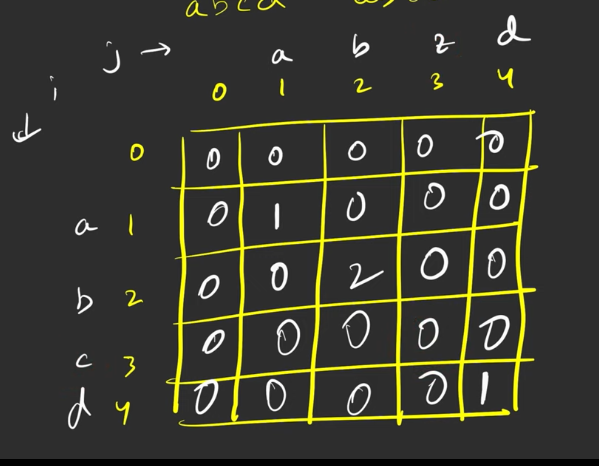 abcd
j → a b z d
i 0 1 2 3 4
0 0 0 0 0 0
a 1 0 1 0 0 0
b 2 0 0 2 0 0
c 3 0 0 0 0 0
d 4 0 0 0 0 1